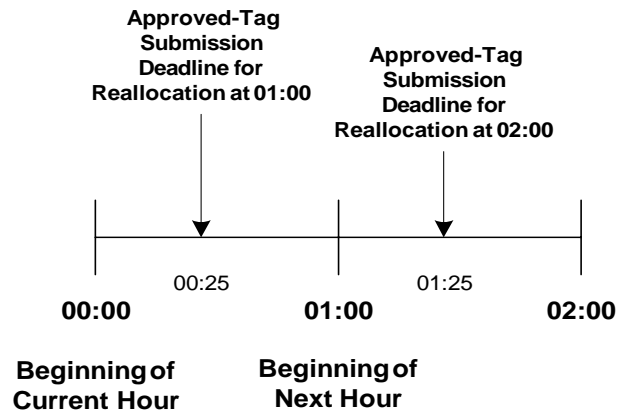 Approved-Tag
Submission
Deadline for
Reallocation at 01:00
Approved-Tag
Submission
Deadline for
Reallocation at 02:00
00:25
01:25
00:00
01:00
02:00
Beginning of
Current Hour
Beginning of
Next Hour